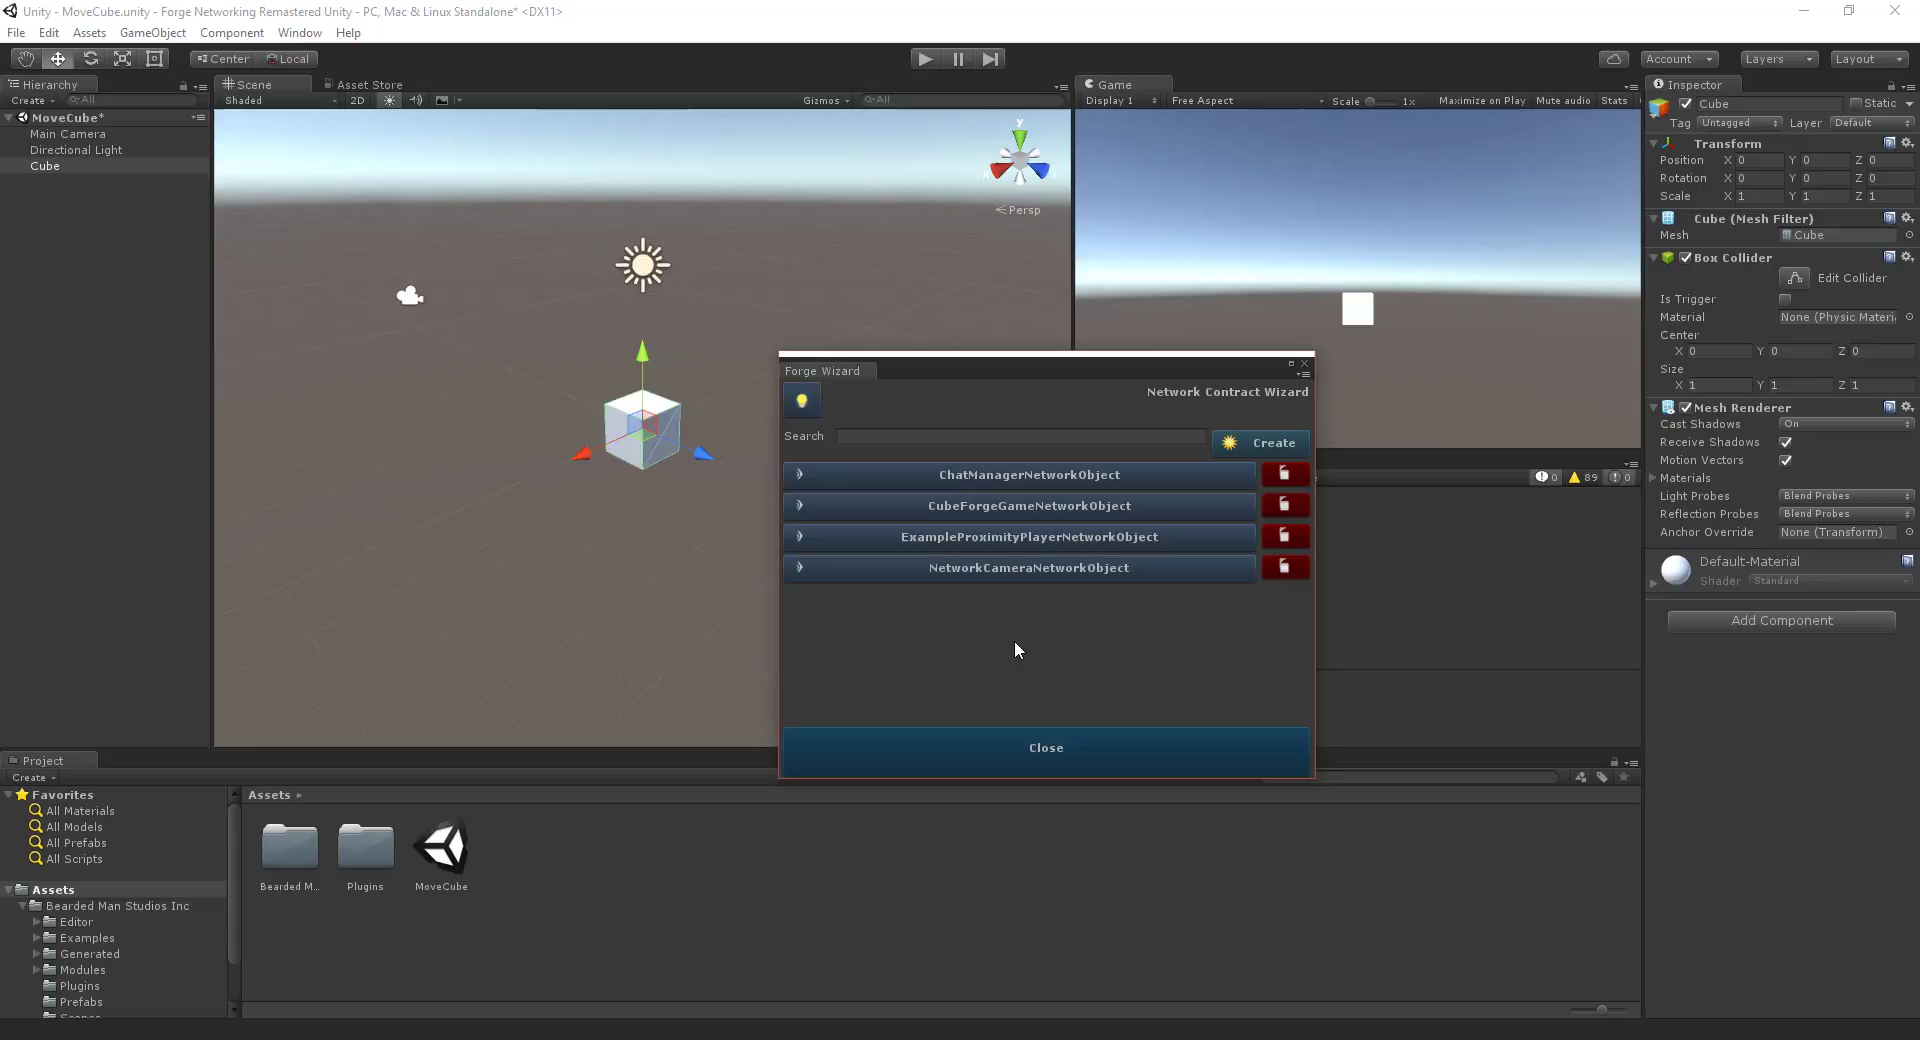 Unity - MoveCube.unity - Forge Networking Remastered Unity - PC, Mac & Linux Standalone* <DX11>
File Edit Assets GameObject Component Window Help
Center Local Account Layers Layout
Hierarchy
Create All
MoveCube*
Main Camera
Directional Light
Cube
Scene Asset Store
Shaded 2D Gizmos All
y
Persp
Game
Display 1 Free Aspect Scale 1x Maximize on Play Mute audio Stats
0 89 0
Forge Wizard
Network Contract Wizard
Search Create
ChatManagerNetworkObject
CubeForgeGameNetworkObject
ExampleProximityPlayerNetworkObject
NetworkCameraNetworkObject
Close
Inspector
Cube Static
Tag Untagged Layer Default
Transform
Position X 0 Y 0 Z 0
Rotation X 0 Y 0 Z 0
Scale X 1 Y 1 Z 1
Cube (Mesh Filter)
Mesh Cube
Box Collider
Edit Collider
Is Trigger
Material None (Physic Materi
Center
X 0 Y 0 Z 0
Size
X 1 Y 1 Z 1
Mesh Renderer
Cast Shadows On
Receive Shadows
Motion Vectors
Materials
Light Probes Blend Probes
Reflection Probes Blend Probes
Anchor Override None (Transform)
Default-Material
Shader Standard
Add Component
Project
Create
Favorites
All Materials
All Models
All Prefabs
All Scripts
Assets
Bearded Man Studios Inc
Editor
Examples
Generated
Modules
Plugins
Prefabs
Assets
Bearded M...
Plugins
MoveCube